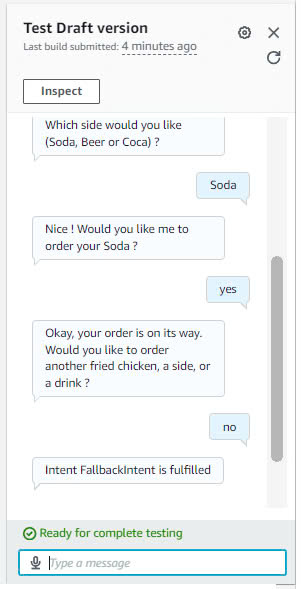 Test Draft version
Last build submitted: 4 minutes ago
Inspect
Which side would you like
(Soda, Beer or Coca) ?
Soda
Nice ! Would you like me to
order your Soda ?
yes
Okay, your order is on its way.
Would you like to order
another fried chicken, a side, or
a drink ?
no
Intent FallbackIntent is fulfilled
Ready for complete testing
Type a message